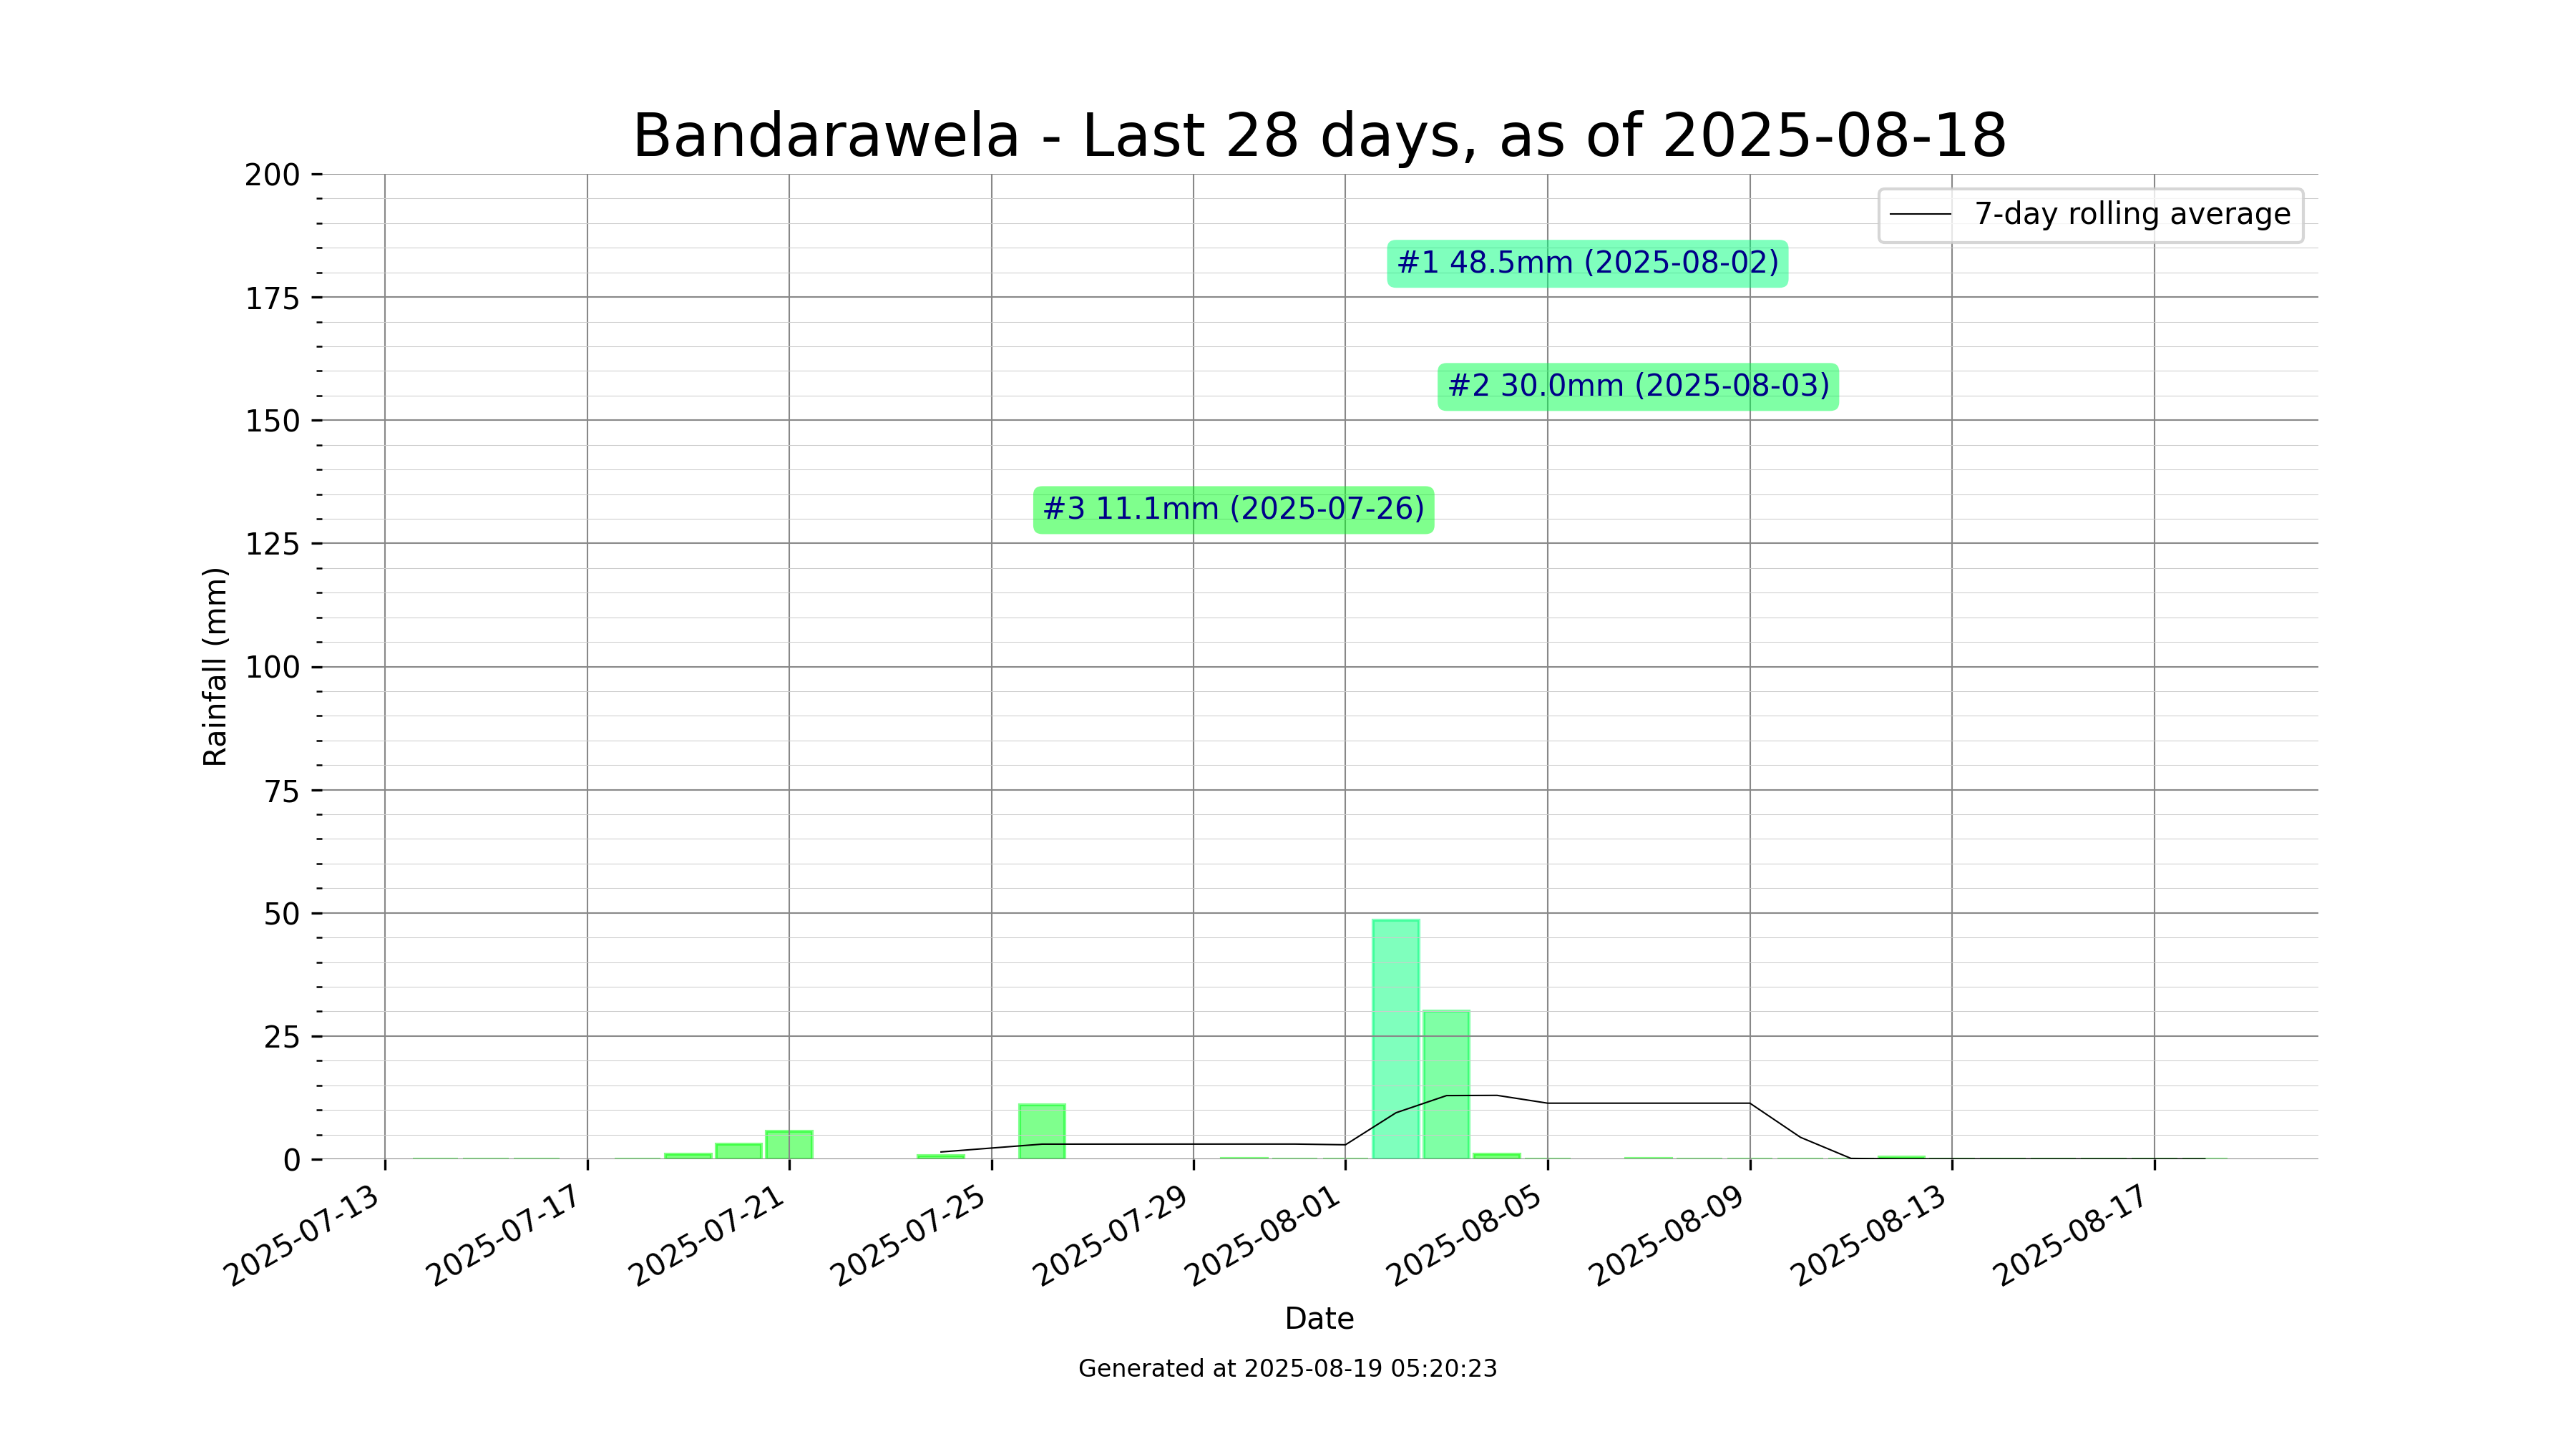 Bandarawela - Last 28 days, as of 2025-08-18
7-day rolling average
#1 48.5mm (2025-08-02)
#2 30.0mm (2025-08-03)
#3 11.1mm (2025-07-26)
Rainfall (mm)
200
175
150
125
100
75
50
25
0
2025-07-13
2025-07-17
2025-07-21
2025-07-25
2025-07-29
2025-08-01
2025-08-05
2025-08-09
2025-08-13
2025-08-17
Date
Generated at 2025-08-19 05:20:23